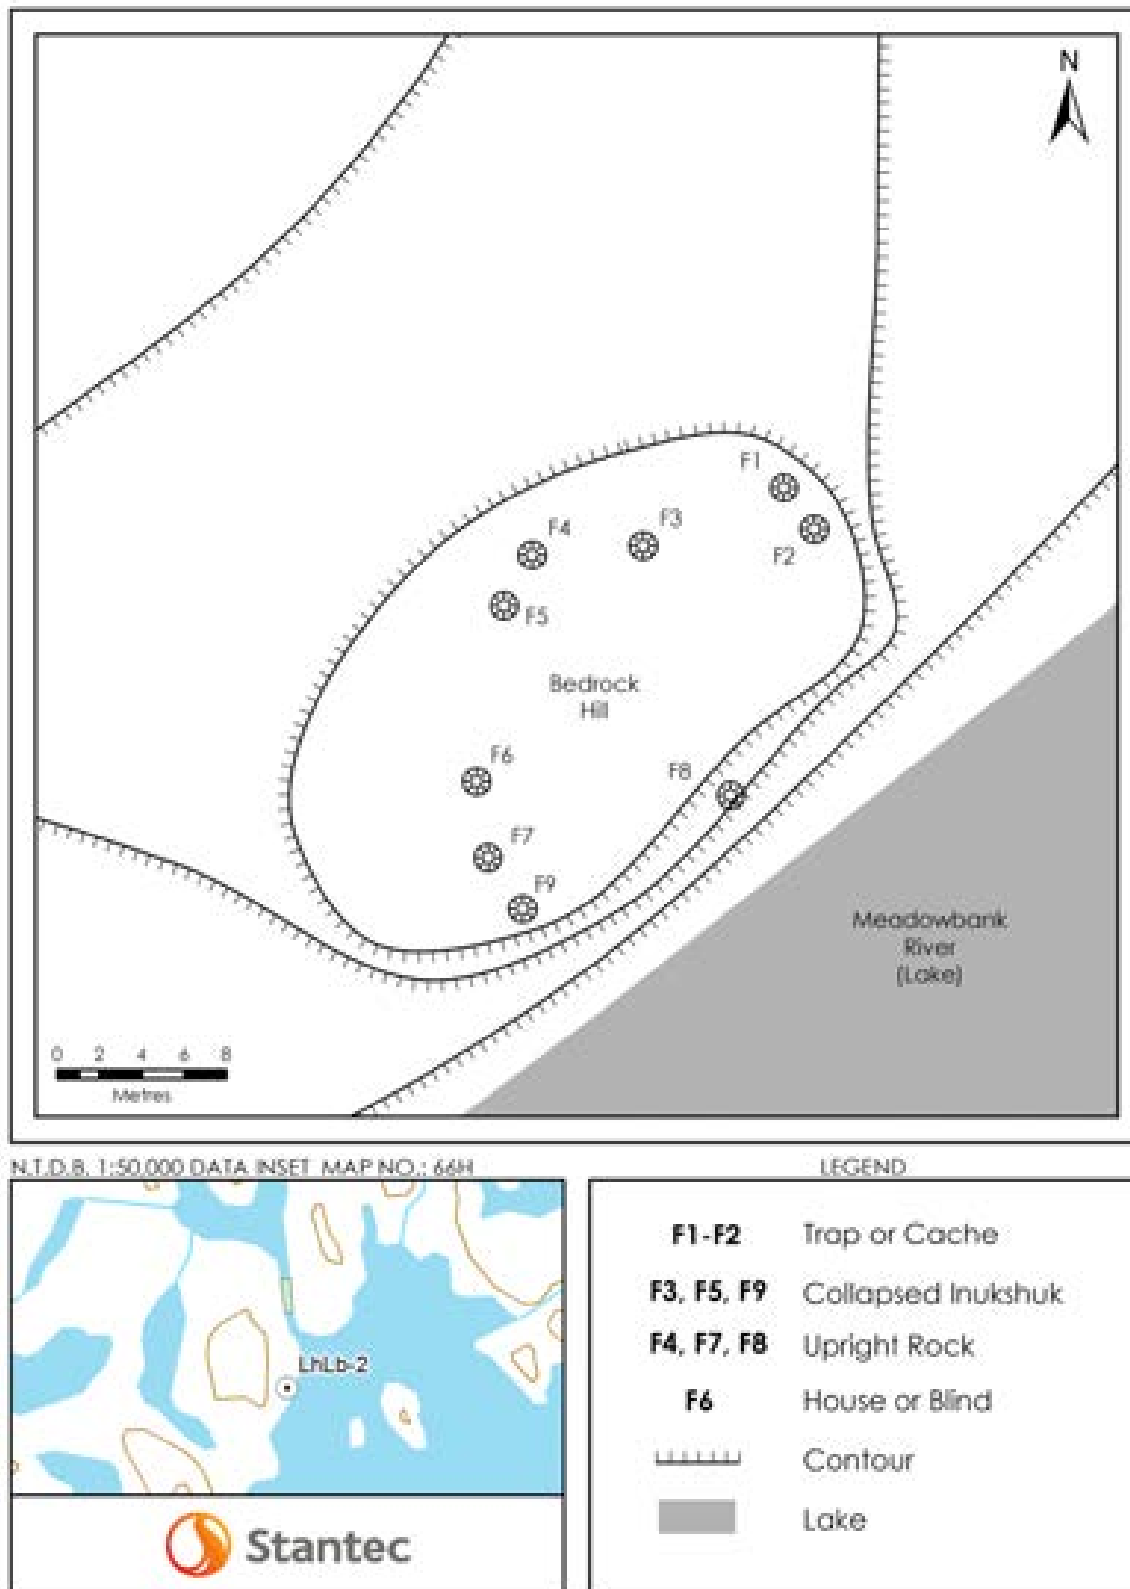 N
F1
F2
F3
F4
F5
Bedrock
Hill
F6
F7
F8
F9
Meadowbank
River
(Lake)
0 2 4 6 8
Metres
N.T.D.B. 1:50,000 DATA INSET MAP NO.: 66H
LhLb-2
Stantec
LEGEND
F1-F2 Trap or Cache
F3, F5, F9 Collapsed Inukshuk
F4, F7, F8 Upright Rock
F6 House or Blind
Contour
Lake